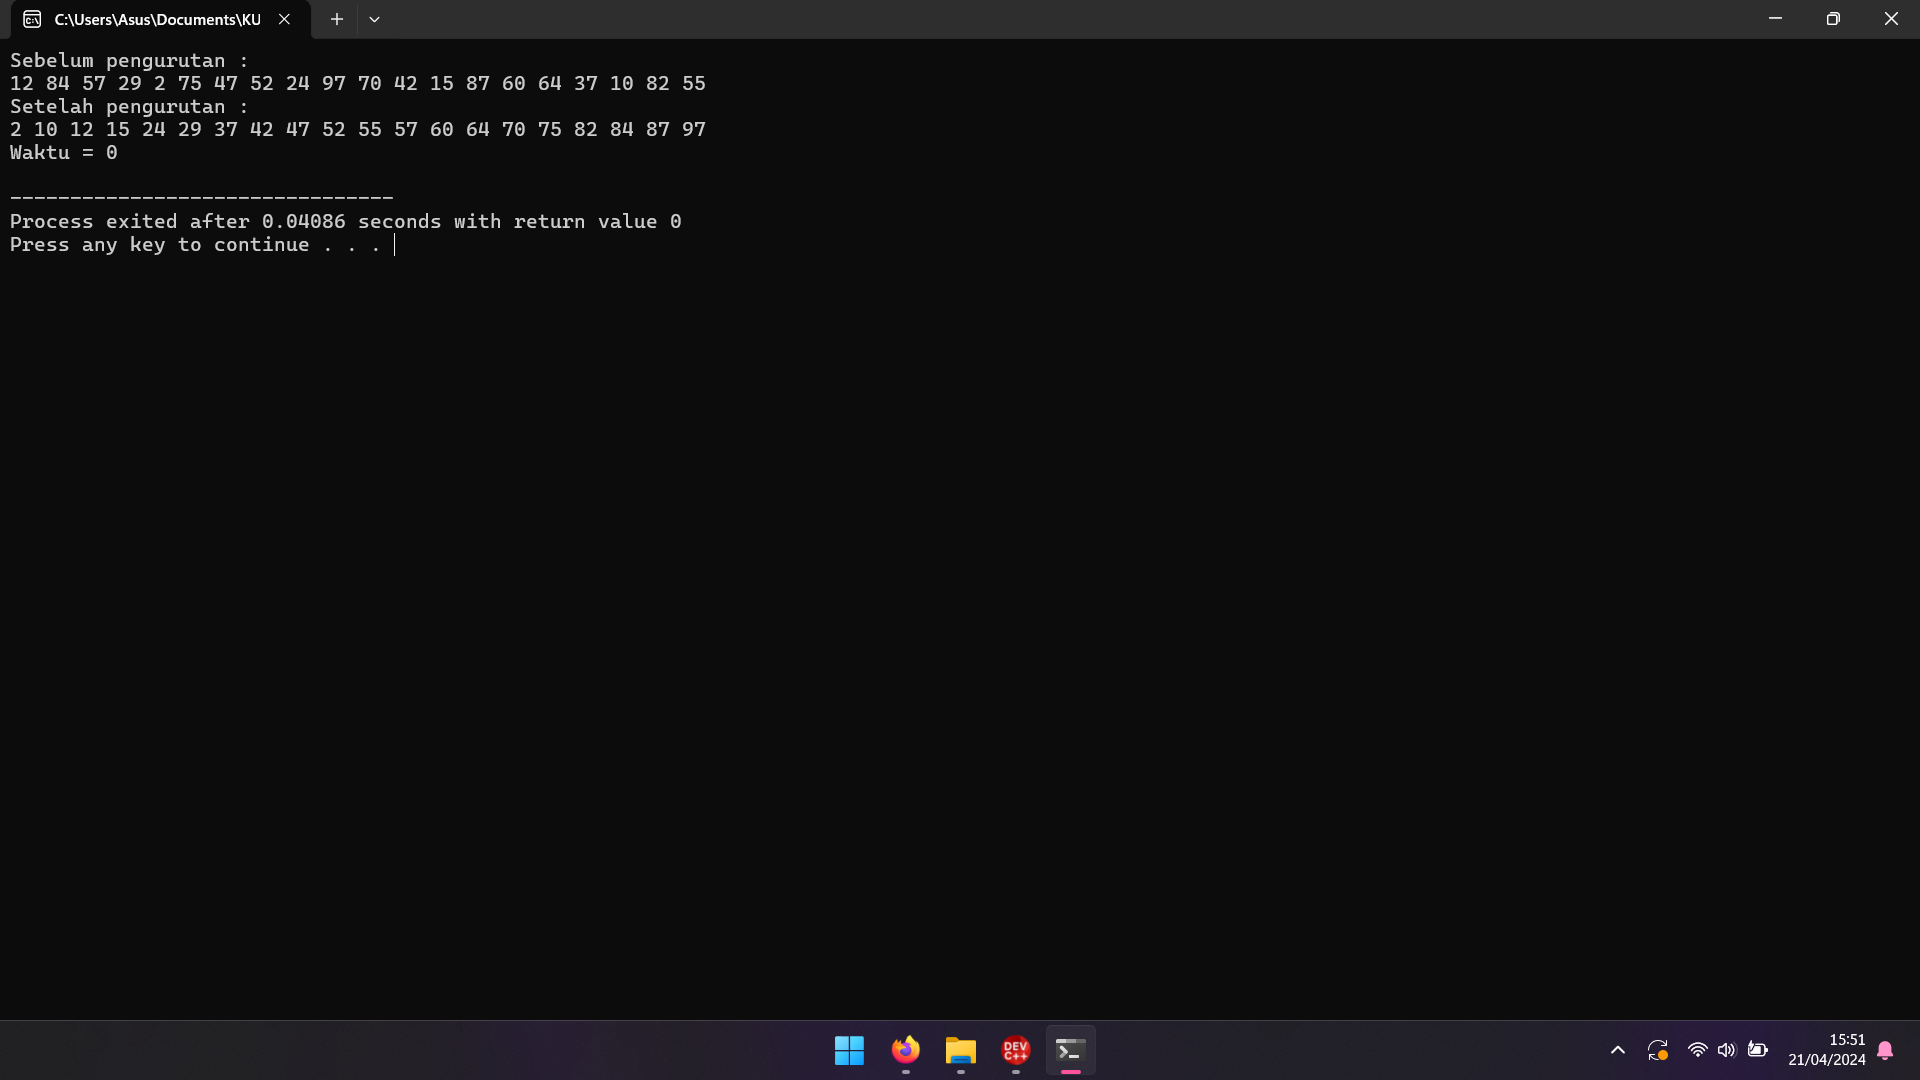 C:\Users\Asus\Documents\KU
Sebelum pengurutan :
12 84 57 29 2 75 47 52 24 97 70 42 15 87 60 64 37 10 82 55
Setelah pengurutan :
2 10 12 15 24 29 37 42 47 52 55 57 60 64 70 75 82 84 87 97
Waktu = 0
--------------------------------
Process exited after 0.04086 seconds with return value 0
Press any key to continue . . .
DEV
C++
15:51
21/04/2024